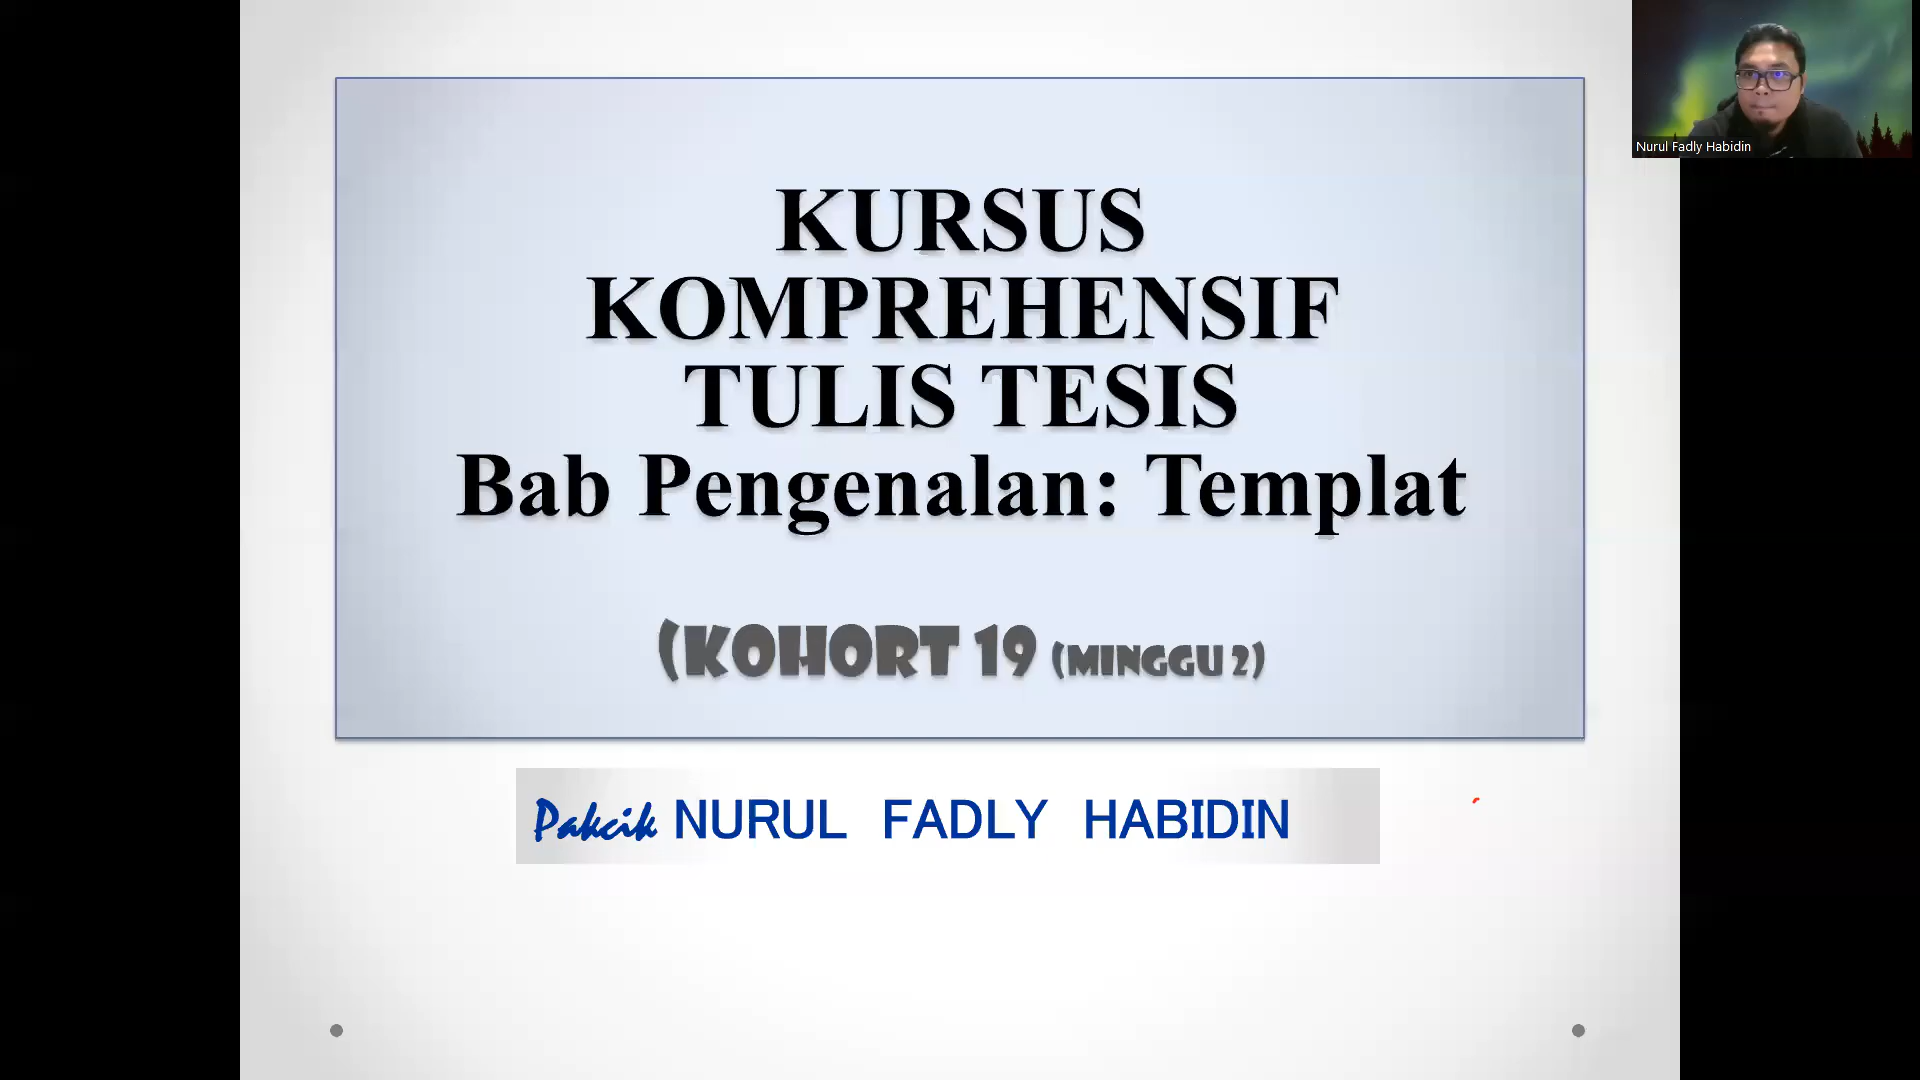 KURSUS
KOMPREHENSIF
TULIS TESIS
Bab Pengenalan: Templat
(KOHORT 19 (MINGGU 2)
Pakcik NURUL FADLY HABIDIN
Nurul Fadly Habidin